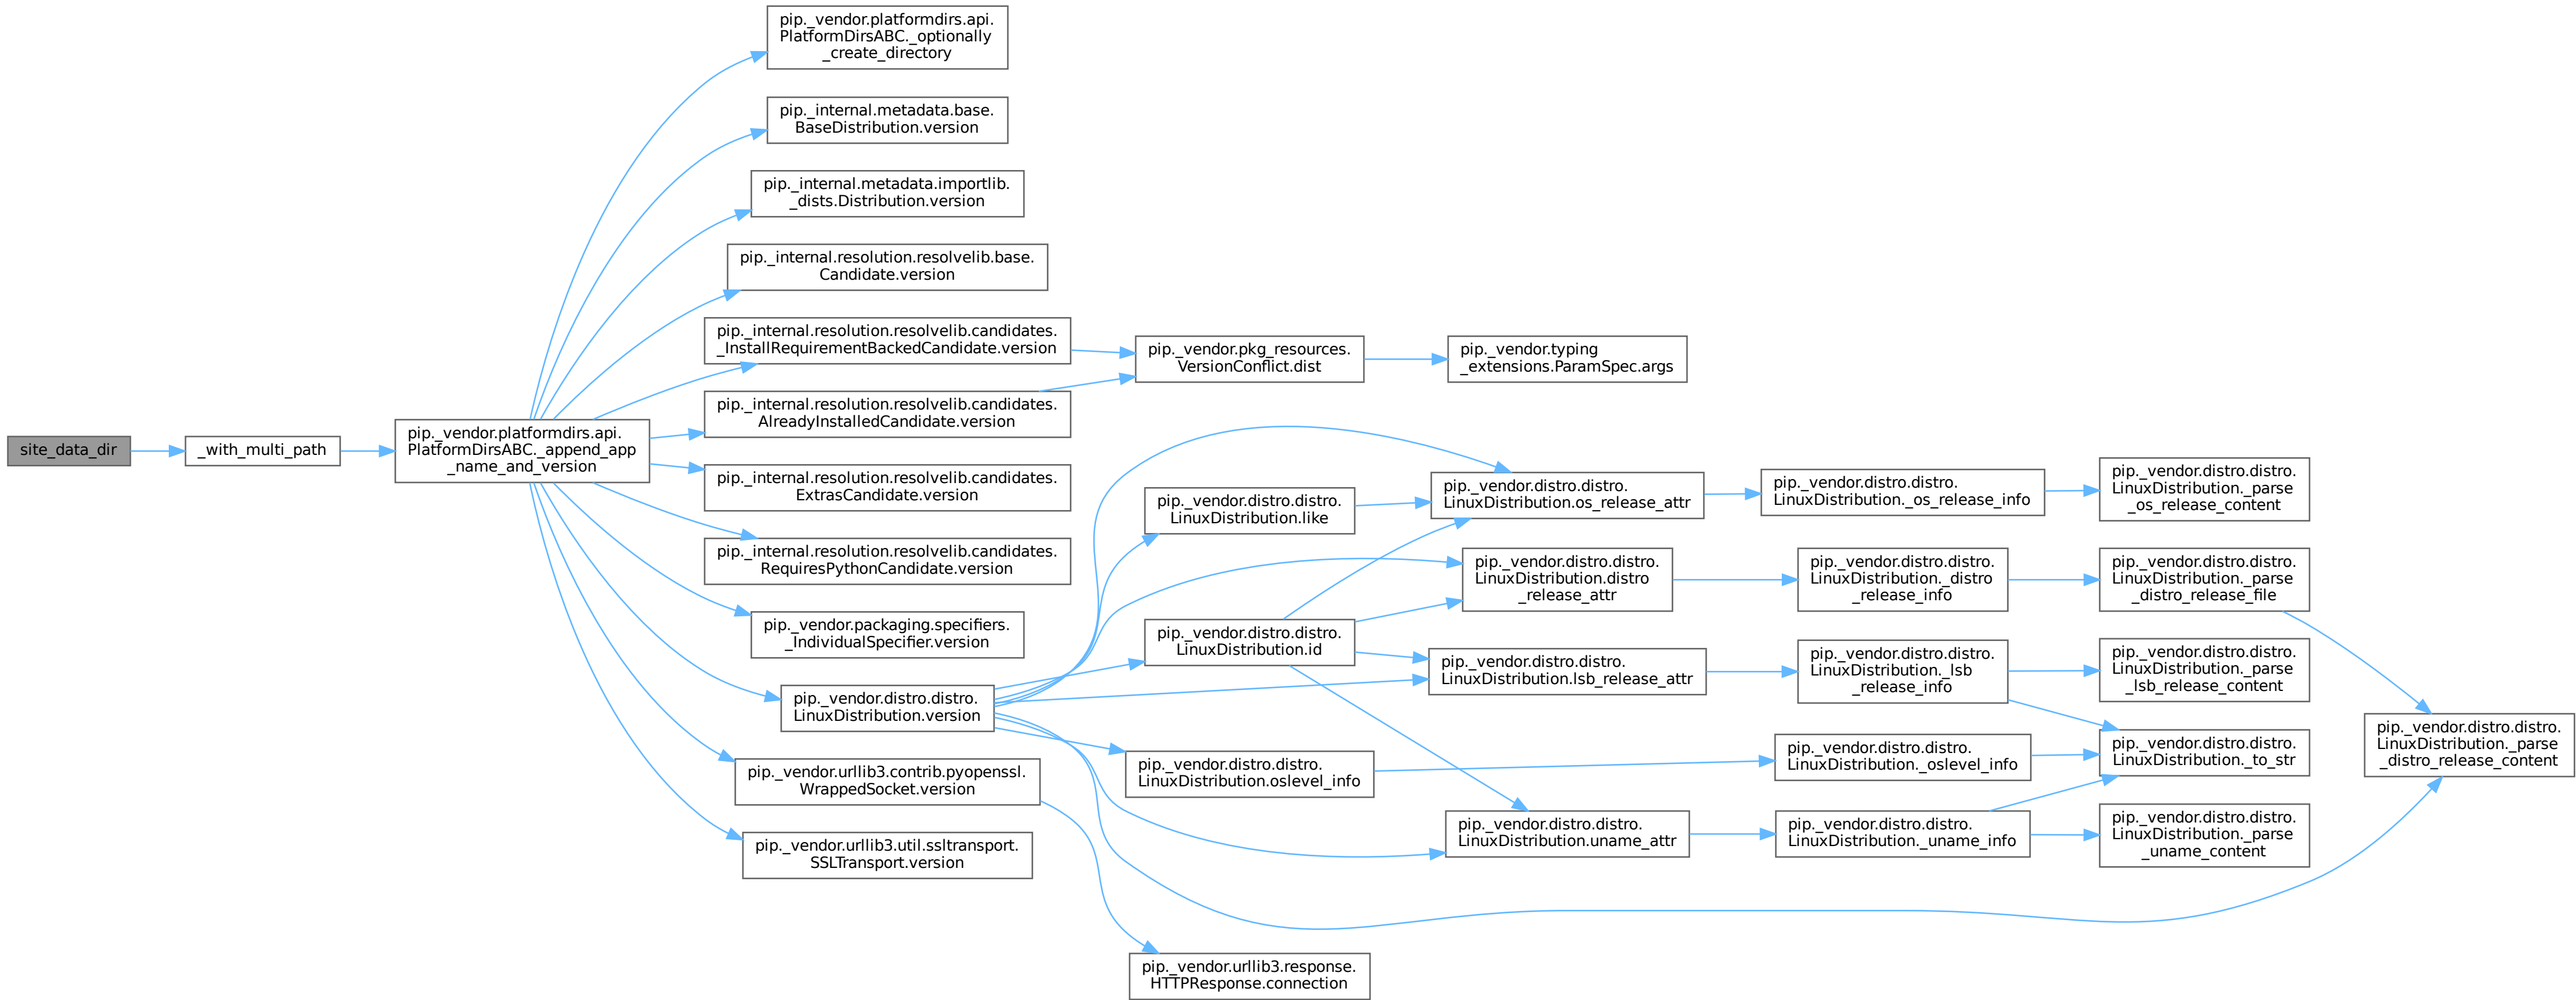 site_data_dir
_with_multi_path
pip._vendor.platformdirs.api.
PlatformDirsABC._append_app
_name_and_version
pip._vendor.platformdirs.api.
PlatformDirsABC._optionally
_create_directory
pip._internal.metadata.base.
BaseDistribution.version
pip._internal.metadata.importlib.
_dists.Distribution.version
pip._internal.resolution.resolvelib.base.
Candidate.version
pip._internal.resolution.resolvelib.candidates.
_InstallRequirementBackedCandidate.version
pip._internal.resolution.resolvelib.candidates.
AlreadyInstalledCandidate.version
pip._internal.resolution.resolvelib.candidates.
ExtrasCandidate.version
pip._internal.resolution.resolvelib.candidates.
RequiresPythonCandidate.version
pip._vendor.packaging.specifiers.
_IndividualSpecifier.version
pip._vendor.distro.distro.
LinuxDistribution.version
pip._vendor.urllib3.contrib.pyopenssl.
WrappedSocket.version
pip._vendor.urllib3.util.ssltransport.
SSLTransport.version
pip._vendor.pkg_resources.
VersionConflict.dist
pip._vendor.distro.distro.
LinuxDistribution.like
pip._vendor.distro.distro.
LinuxDistribution.id
pip._vendor.distro.distro.
LinuxDistribution.oslevel_info
pip._vendor.urllib3.response.
HTTPResponse.connection
pip._vendor.typing
_extensions.ParamSpec.args
pip._vendor.distro.distro.
LinuxDistribution.os_release_attr
pip._vendor.distro.distro.
LinuxDistribution.distro
_release_attr
pip._vendor.distro.distro.
LinuxDistribution.lsb_release_attr
pip._vendor.distro.distro.
LinuxDistribution.uname_attr
pip._vendor.distro.distro.
LinuxDistribution._os_release_info
pip._vendor.distro.distro.
LinuxDistribution._distro
_release_info
pip._vendor.distro.distro.
LinuxDistribution._lsb
_release_info
pip._vendor.distro.distro.
LinuxDistribution._oslevel_info
pip._vendor.distro.distro.
LinuxDistribution._uname_info
pip._vendor.distro.distro.
LinuxDistribution._parse
_os_release_content
pip._vendor.distro.distro.
LinuxDistribution._parse
_distro_release_file
pip._vendor.distro.distro.
LinuxDistribution._parse
_lsb_release_content
pip._vendor.distro.distro.
LinuxDistribution._to_str
pip._vendor.distro.distro.
LinuxDistribution._parse
_uname_content
pip._vendor.distro.distro.
LinuxDistribution._parse
_distro_release_content